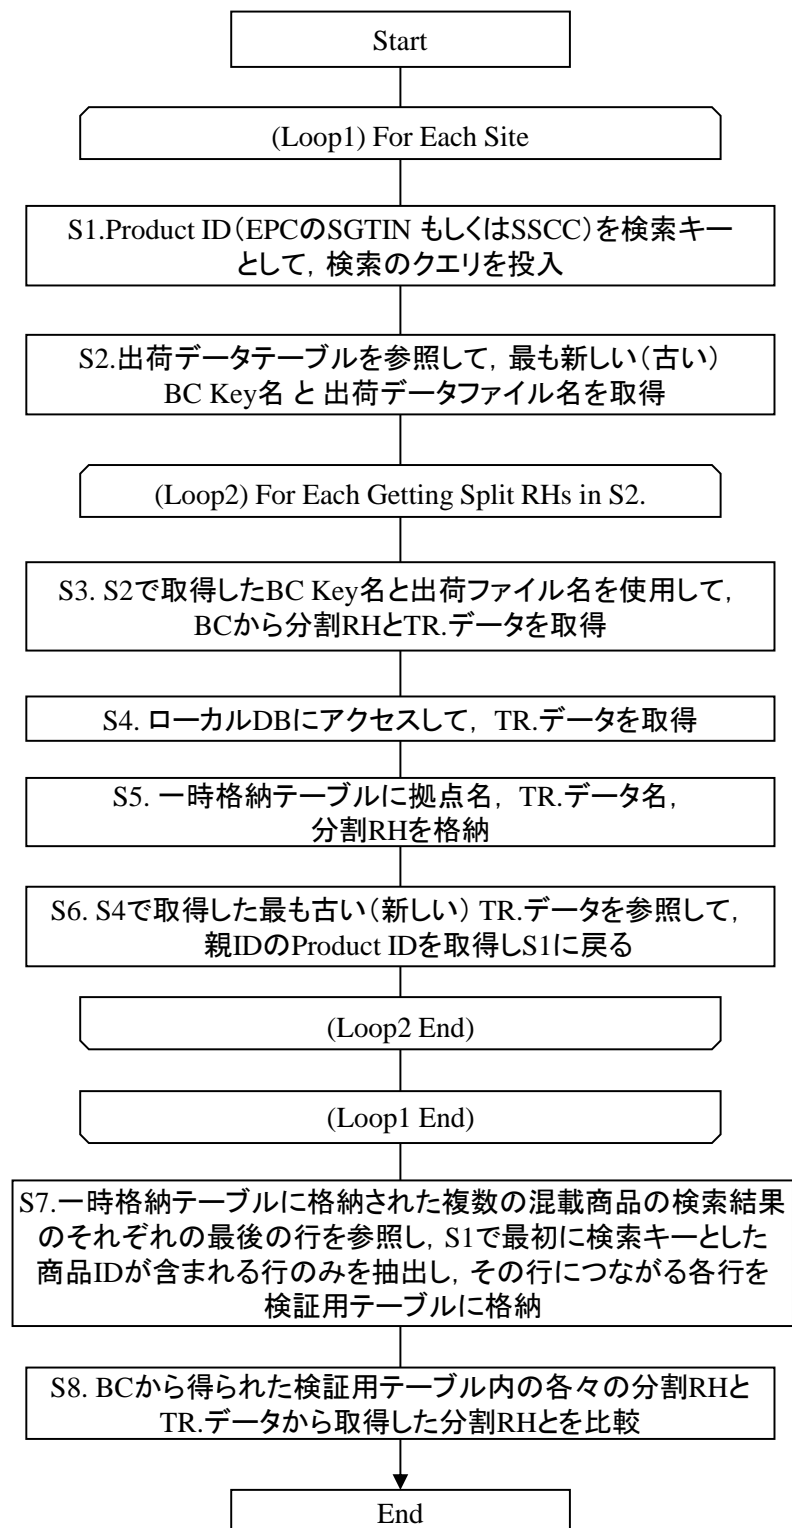 Start
(Loop1) For Each Site
S1.Product ID（EPCのSGTIN もしくはSSCC）を検索キー
として，検索のクエリを投入
S2.出荷データテーブルを参照して，最も新しい（古い）
BC Key名 と 出荷データファイル名を取得
(Loop2) For Each Getting Split RHs in S2.
S3. S2で取得したBC Key名と出荷ファイル名を使用して，
BCから分割RHとTR.データを取得
S4. ローカルDBにアクセスして， TR.データを取得
S5. 一時格納テーブルに拠点名， TR.データ名，
分割RHを格納
S6. S4で取得した最も古い（新しい） TR.データを参照して，
親IDのProduct IDを取得しS1に戻る
(Loop2 End)
(Loop1 End)
S7.一時格納テーブルに格納された複数の混載商品の検索結果
のそれぞれの最後の行を参照し，S1で最初に検索キーとした
商品IDが含まれる行のみを抽出し，その行につながる各行を
検証用テーブルに格納
S8. BCから得られた検証用テーブル内の各々の分割RHと
TR.データから取得した分割RHとを比較
End